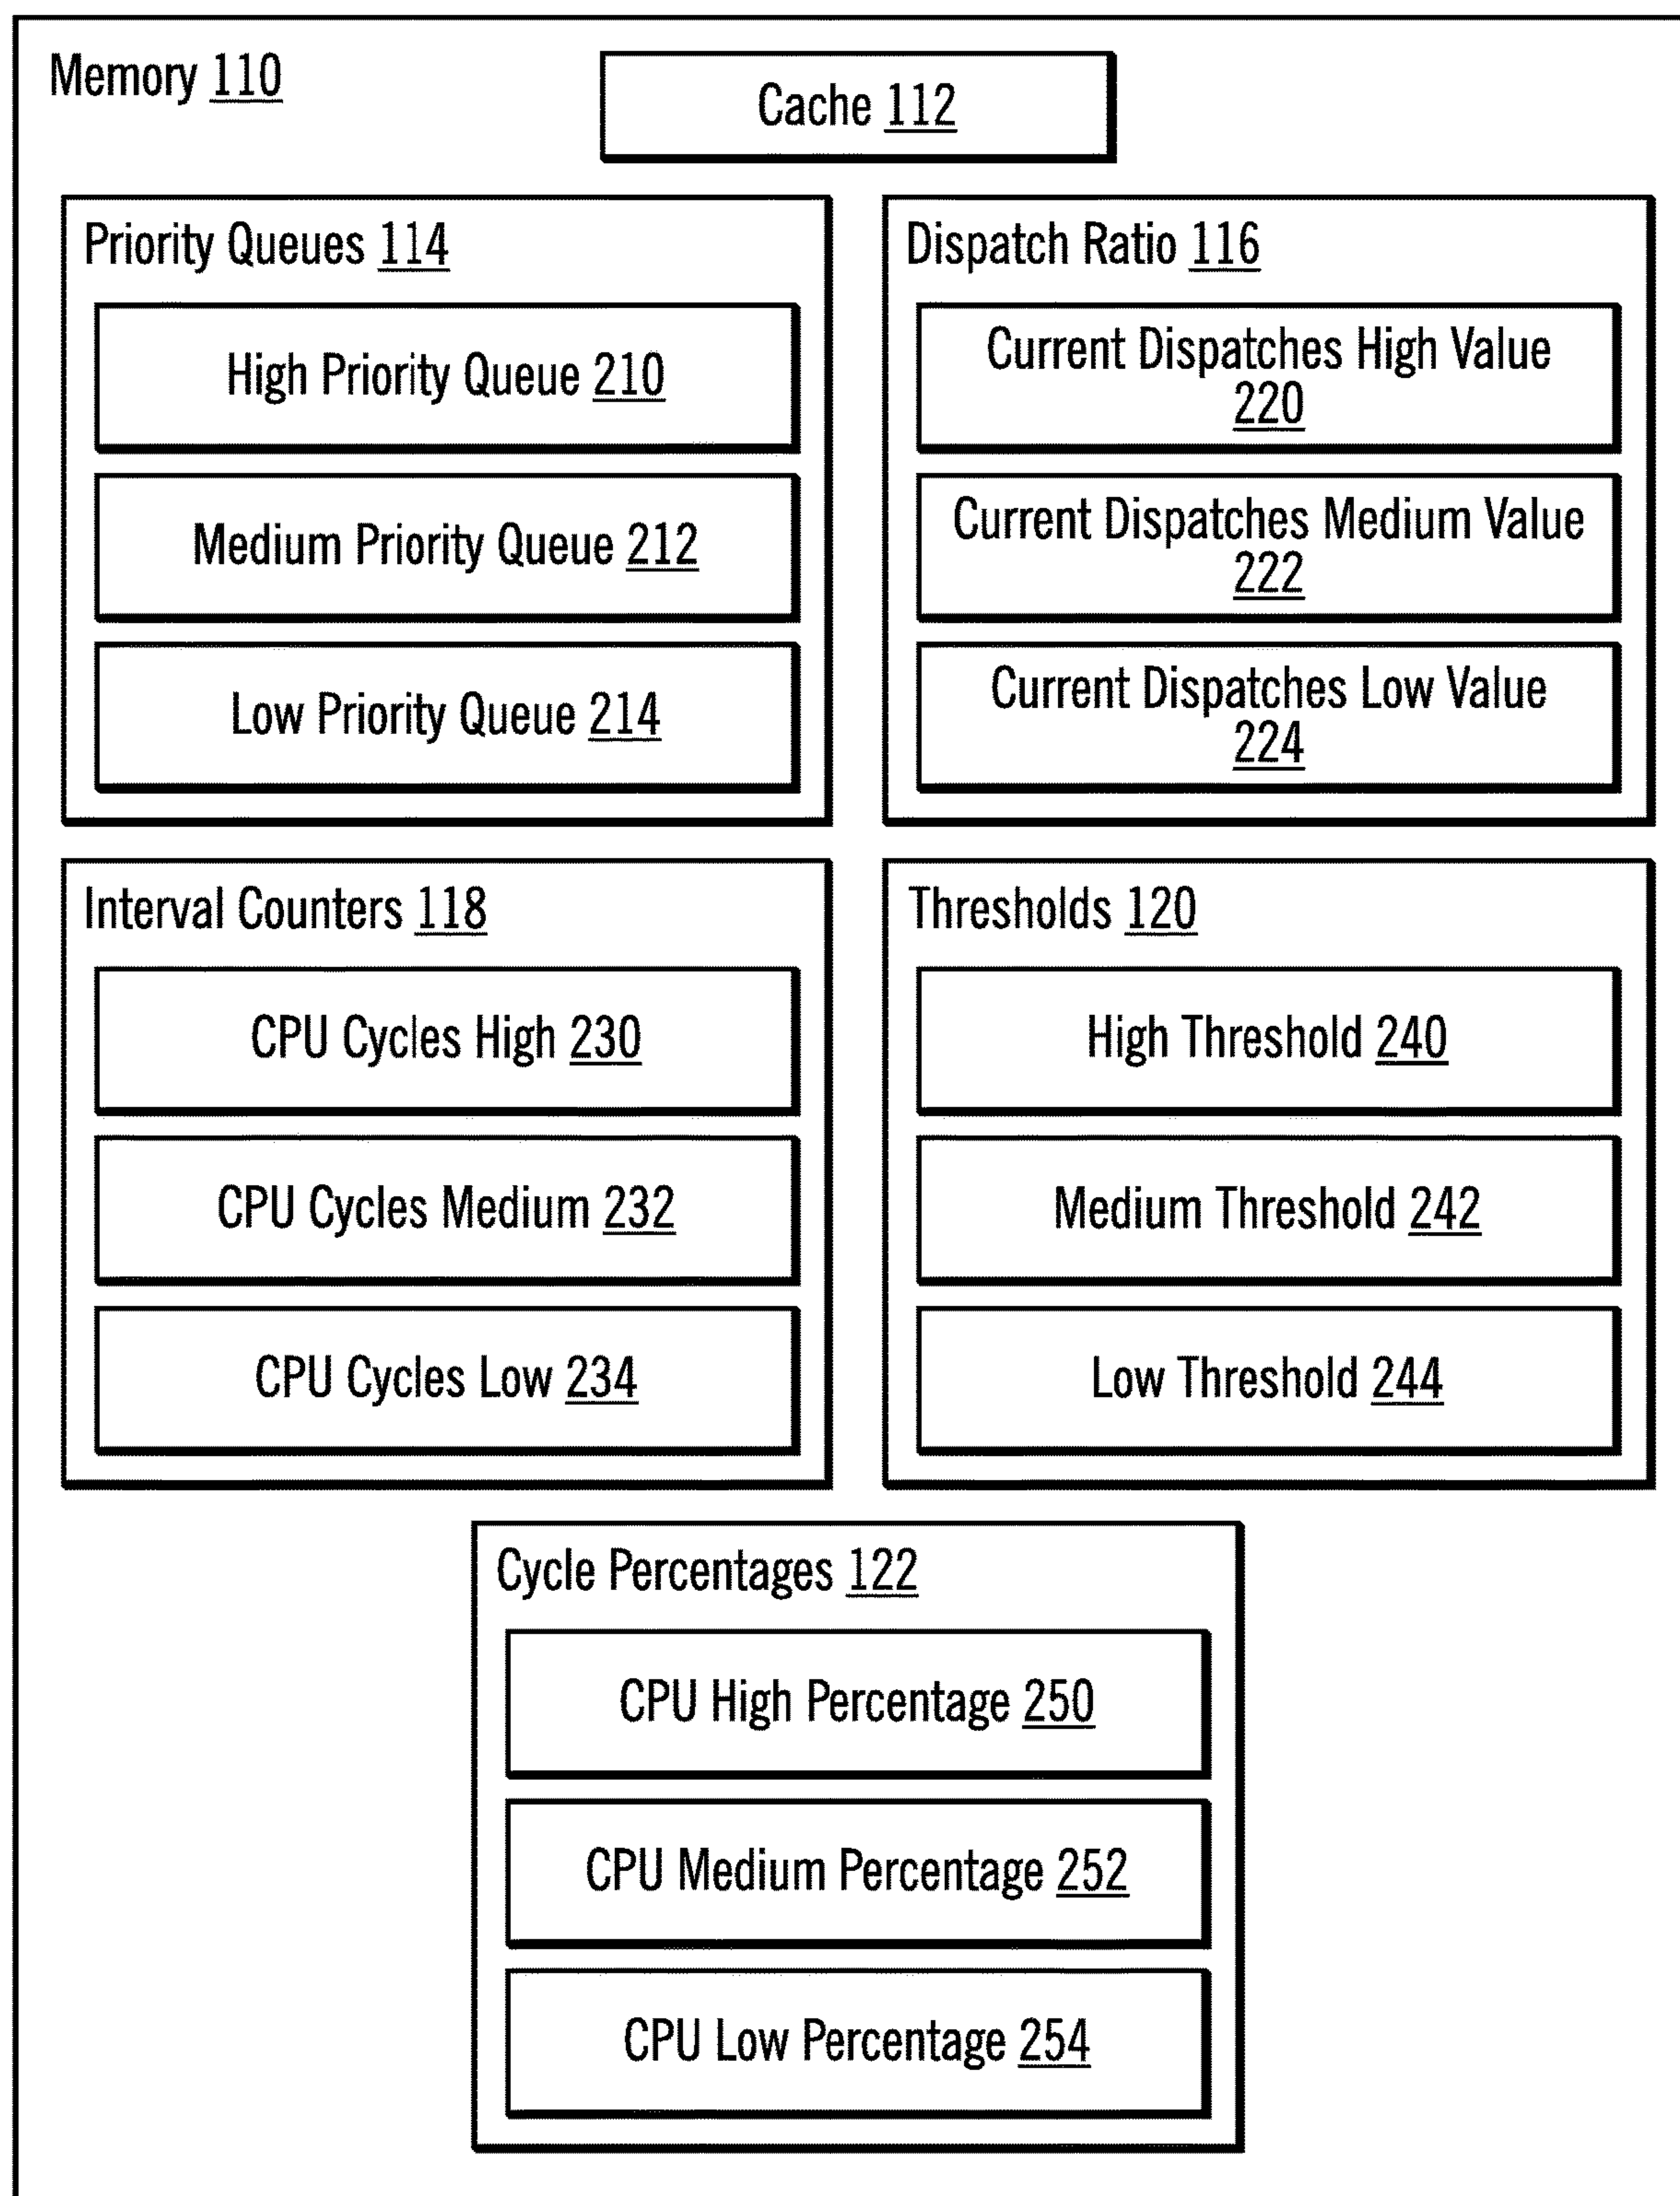 Memory 110
Cache 112
Priority Queues 114
High Priority Queue 210
Medium Priority Queue 212
Low Priority Queue 214
Dispatch Ratio 116
Current Dispatches High Value
220
Current Dispatches Medium Value
222
Current Dispatches Low Value
224
Interval Counters 118
CPU Cycles High 230
CPU Cycles Medium 232
CPU Cycles Low 234
Thresholds 120
High Threshold 240
Medium Threshold 242
Low Threshold 244
Cycle Percentages 122
CPU High Percentage 250
CPU Medium Percentage 252
CPU Low Percentage 254